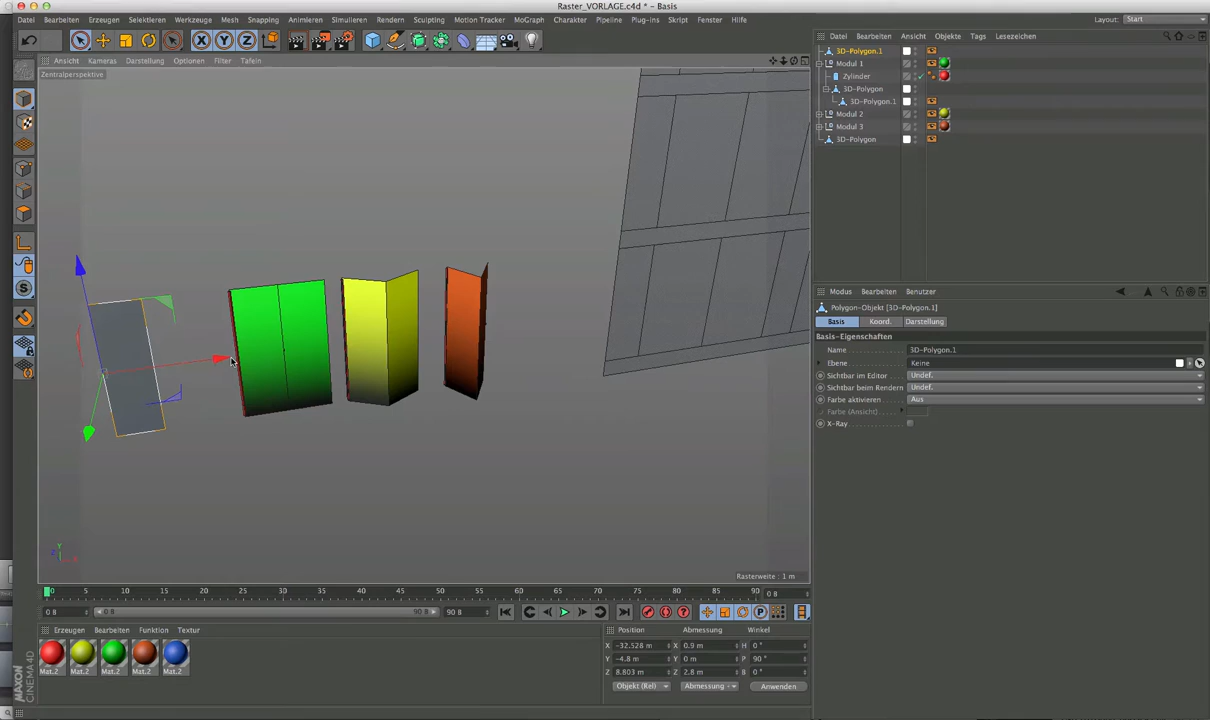 Raster_VORLAGE.c4d * - Basis
Datei Bearbeiten Erzeugen Selektieren Werkzeuge Mesh Snapping Animieren Simulieren Rendern Sculpting Motion Tracker MoGraph Charakter Pipeline Plug-ins Skript Fenster Hilfe
Layout: Start
Ansicht Kameras Darstellung Optionen Filter Tafeln
Zentralperspektive
Rasterweite : 1 m
Datei Bearbeiten Ansicht Objekte Tags Lesezeichen
3D-Polygon.1
Modul 1
Zylinder
3D-Polygon
3D-Polygon.1
Modul 2
Modul 3
3D-Polygon
Modus Bearbeiten Benutzer
Polygon-Objekt [3D-Polygon.1]
Basis Koord. Darstellung
Basis-Eigenschaften
Name 3D-Polygon.1
Ebene Keine
Sichtbar im Editor Undef.
Sichtbar beim Rendern Undef.
Farbe aktivieren Aus
Farbe (Ansicht)
X-Ray
0 5 10 15 20 25 30 35 40 45 50 55 60 65 70 75 80 85 90 0 B
0 B 0 B 90 B 90 B
Erzeugen Bearbeiten Funktion Textur
Mat.2 Mat.2 Mat.2 Mat.2 Mat.2
Position Abmessung Winkel
X -32.528 m X 0.9 m H 0 °
Y -4.8 m Y 0 m P 90 °
Z 8.803 m Z 2.8 m B 0 °
Objekt (Rel) Abmessung Anwenden
MAXON CINEMA 4D
Y
Z X